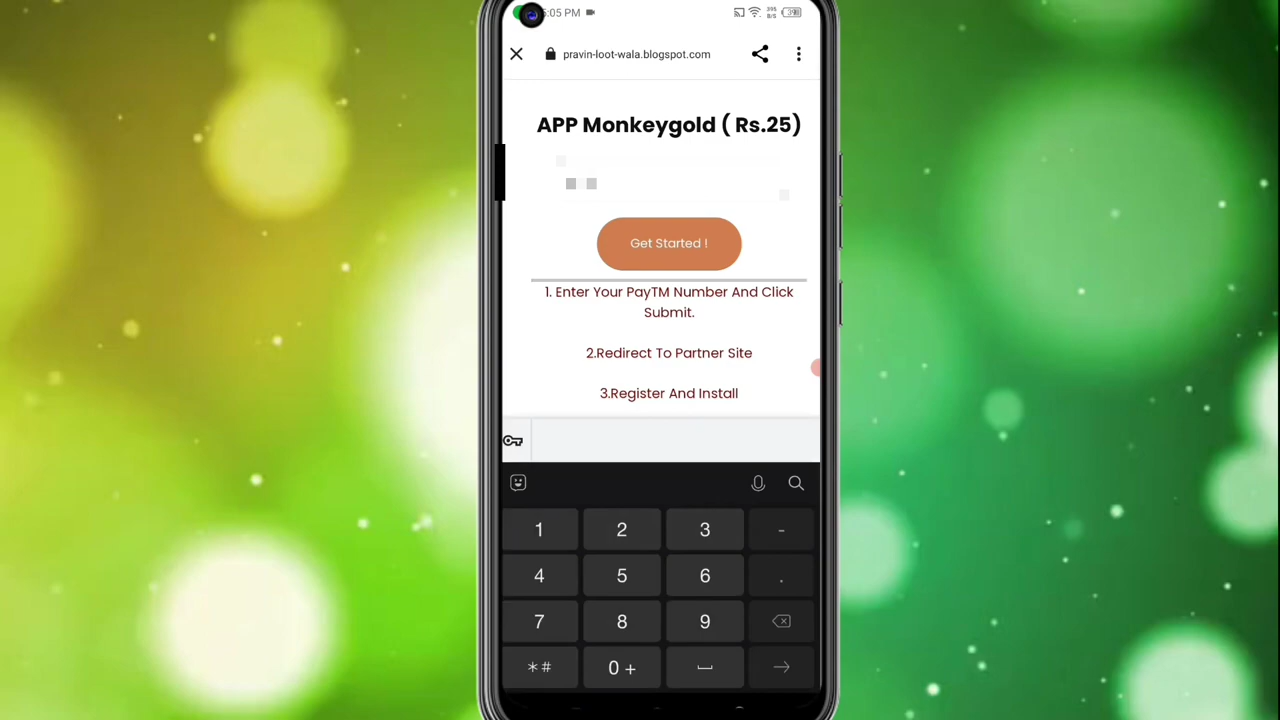 5:05 PM
395 B/S
pravin-loot-wala.blogspot.com
APP Monkeygold ( Rs.25)
Get Started !
1. Enter Your PayTM Number And Click
Submit.
2.Redirect To Partner Site
3.Register And Install
1 2 3 -
4 5 6 .
7 8 9
*# 0 +